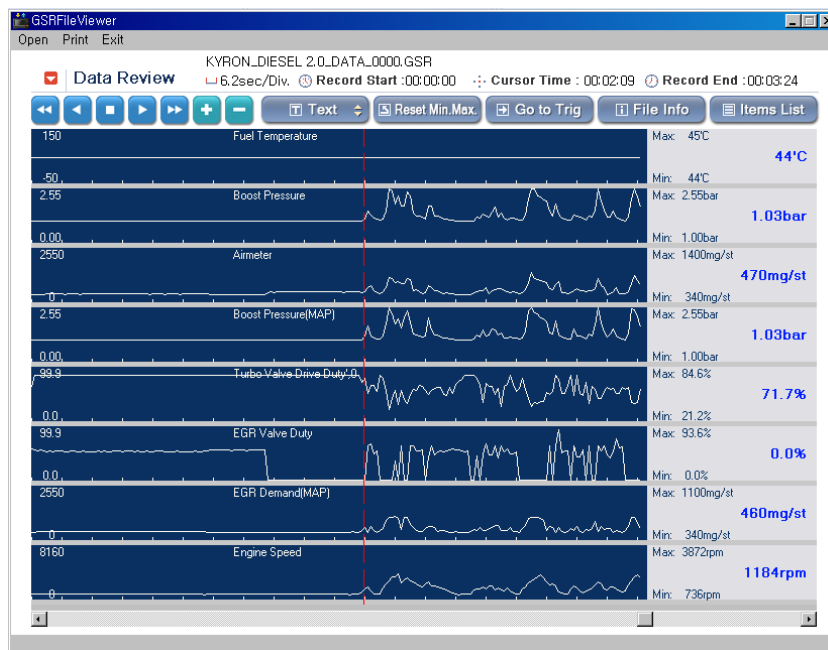 GSRFileViewer
Open Print Exit
KYRON_DIESEL 2.0_DATA_0000.GSR
Data Review 6.2sec/Div. Record Start :00:00:00 Cursor Time : 00:02:09 Record End :00:03:24
Text Reset Min.Max. Go to Trig File Info Items List
150 Fuel Temperature Max: 45'C
44'C
-50 Min: 44'C
2.55 Boost Pressure Max: 2.55bar
1.03bar
0.00 Min: 1.00bar
2550 Airmeter Max: 1400mg/st
470mg/st
0 Min: 340mg/st
2.55 Boost Pressure(MAP) Max: 2.55bar
1.03bar
0.00 Min: 1.00bar
99.9 Turbo Valve Drive Duty',0 Max: 84.6%
71.7%
0.0 Min: 21.2%
99.9 EGR Valve Duty Max: 93.6%
0.0%
0.0 Min: 0.0%
2550 EGR Demand(MAP) Max: 1100mg/st
460mg/st
0 Min: 340mg/st
8160 Engine Speed Max: 3872rpm
1184rpm
0 Min: 736rpm